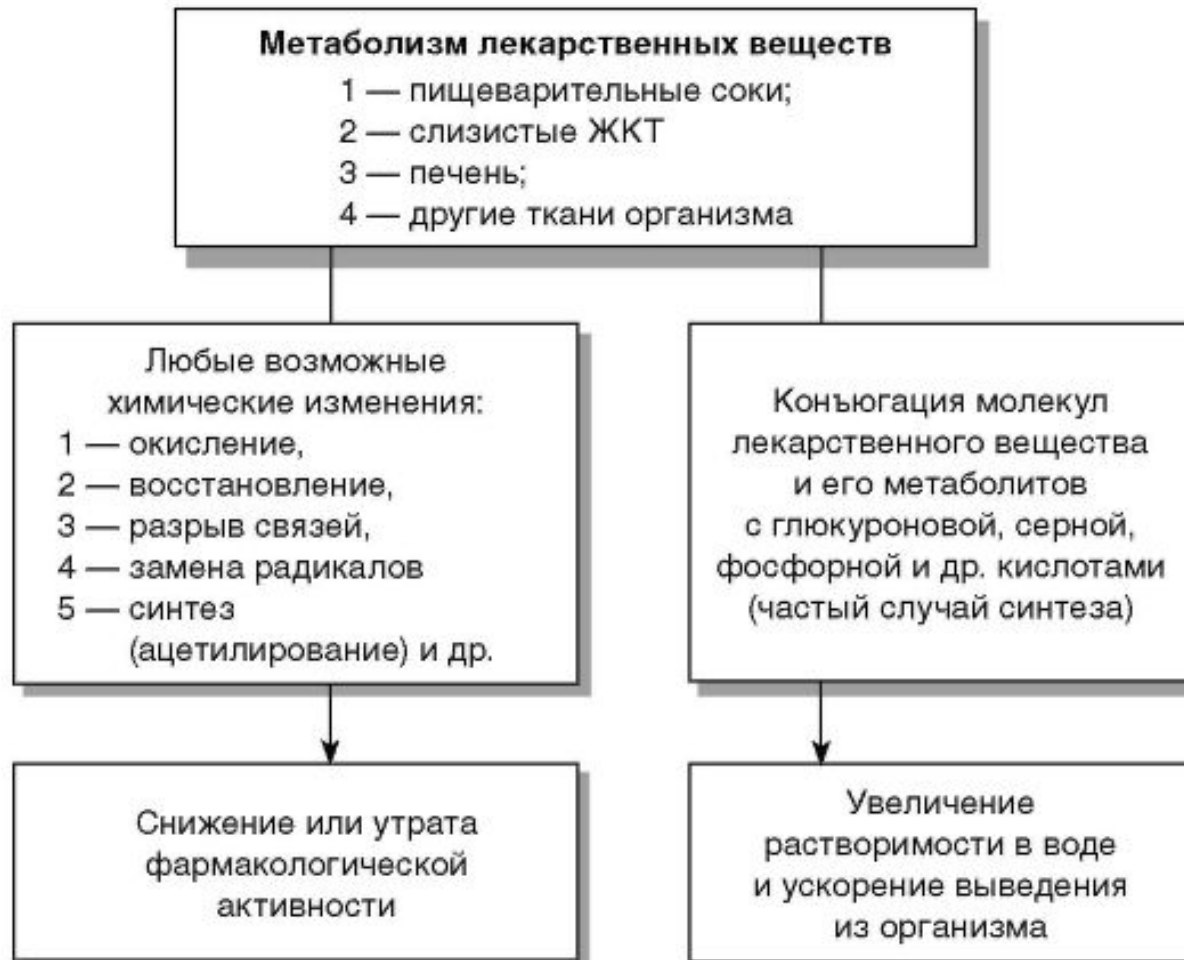 Метаболизм лекарственных веществ
1 — пищеварительные соки;
2 — слизистые ЖКТ
3 — печень;
4 — другие ткани организма
Любые возможные
химические изменения:
1 — окисление,
2 — восстановление,
3 — разрыв связей,
4 — замена радикалов
5 — синтез
(ацетилирование) и др.
Конъюгация молекул
лекарственного вещества
и его метаболитов
с глюкуроновой, серной,
фосфорной и др. кислотами
(частый случай синтеза)
Снижение или утрата
фармакологической
активности
Увеличение
растворимости в воде
и ускорение выведения
из организма